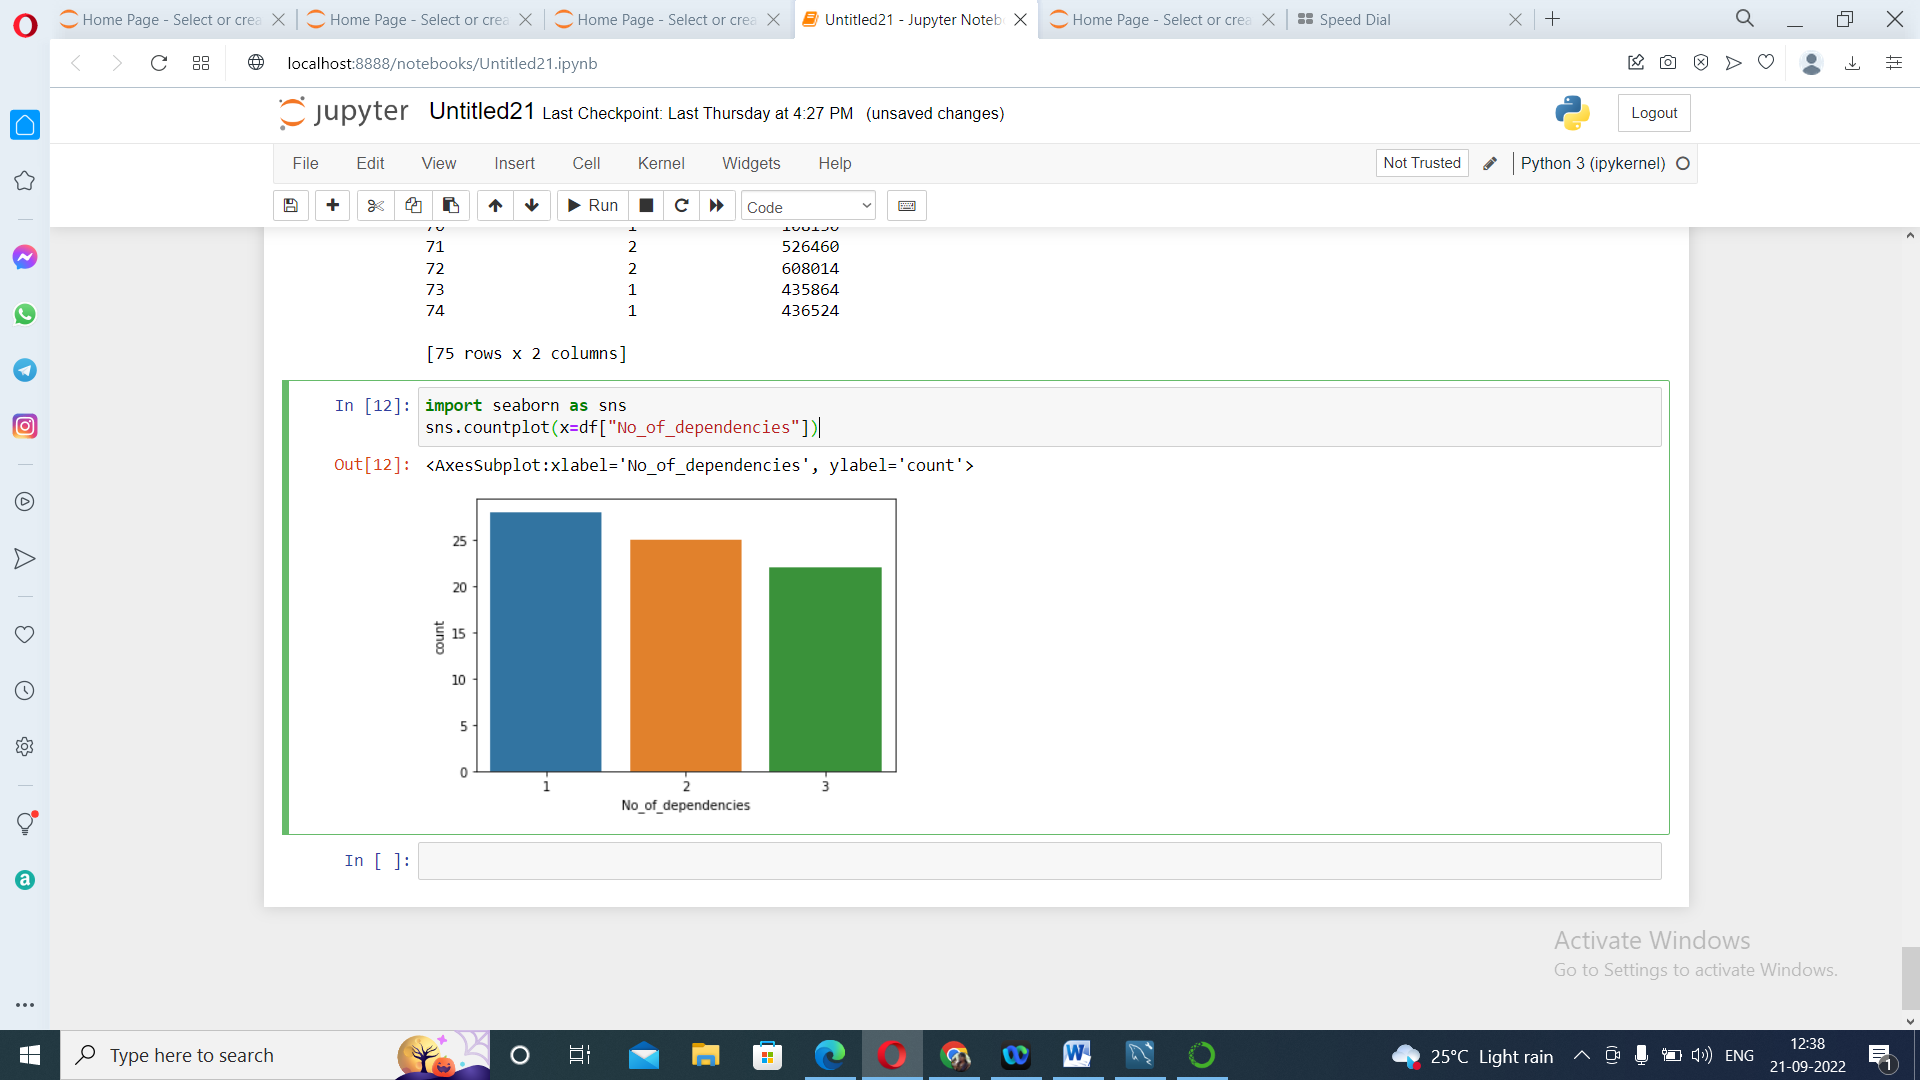 Home Page - Select or crea
Home Page - Select or crea
Home Page - Select or crea
Untitled21 - Jupyter Noteb
Home Page - Select or crea
Speed Dial
localhost:8888/notebooks/Untitled21.ipynb
jupyter Untitled21 Last Checkpoint: Last Thursday at 4:27 PM (unsaved changes)
Logout
File Edit View Insert Cell Kernel Widgets Help
Not Trusted
Python 3 (ipykernel)
Run
Code
71 2 526460
72 2 608014
73 1 435864
74 1 436524
[75 rows x 2 columns]
In [12]: import seaborn as sns
sns.countplot(x=df["No_of_dependencies"])
Out[12]: <AxesSubplot:xlabel='No_of_dependencies', ylabel='count'>
25
20
15
10
5
0
count
1 2 3
No_of_dependencies
In [ ]:
Activate Windows
Go to Settings to activate Windows.
Type here to search
25°C Light rain
ENG
12:38
21-09-2022
1